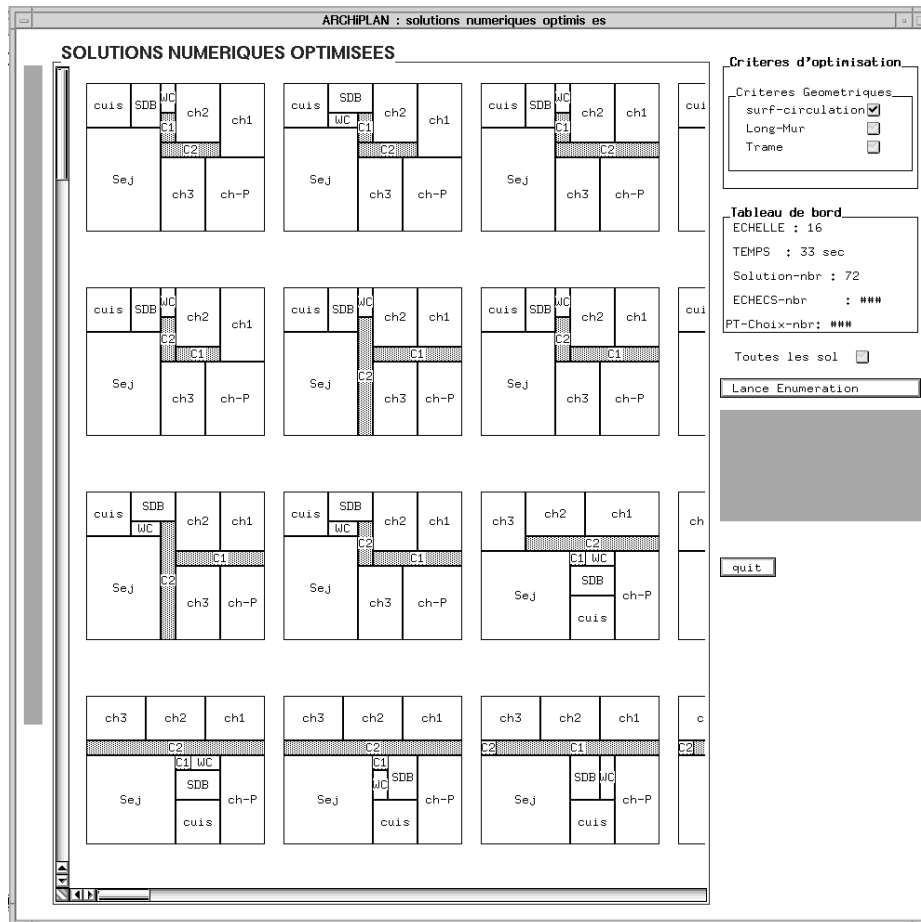 ARCHiPLAN : solutions numeriques optimis es
SOLUTIONS NUMERIQUES OPTIMISEES
cuis SDB WC ch2 ch1 C1 C2 Sej ch3 ch-P
cuis SDB WC C1 ch2 ch1 C2 Sej ch3 ch-P
cuis SDB WC ch2 ch1 C1 C2 Sej ch3 ch-P
cui
cuis SDB WC ch2 ch1 C2 C1 Sej ch3 ch-P
cuis SDB WC ch2 ch1 C1 C2 Sej ch3 ch-P
cuis SDB WC ch2 ch1 C2 C1 Sej ch3 ch-P
cui
cuis SDB WC ch2 ch1 C1 C2 Sej ch3 ch-P
cuis SDB WC ch2 ch1 C2 C1 Sej ch3 ch-P
ch3 ch2 ch1 C2 C1 WC SDB Sej ch-P cuis
ch
ch3 ch2 ch1 C2 C1 WC SDB Sej ch-P cuis
ch3 ch2 ch1 C2 C1 WC SDB Sej ch-P cuis
ch3 ch2 ch1 C2 C1 SDB WC Sej ch-P cuis
c
C2
Criteres d'optimisation
Criteres Geometriques
surf-circulation
Long-Mur
Trame
Tableau de bord
ECHELLE : 16
TEMPS : 33 sec
Solution-nbr : 72
ECHECS-nbr : ###
PT-Choix-nbr: ###
Toutes les sol
Lance Enumeration
quit